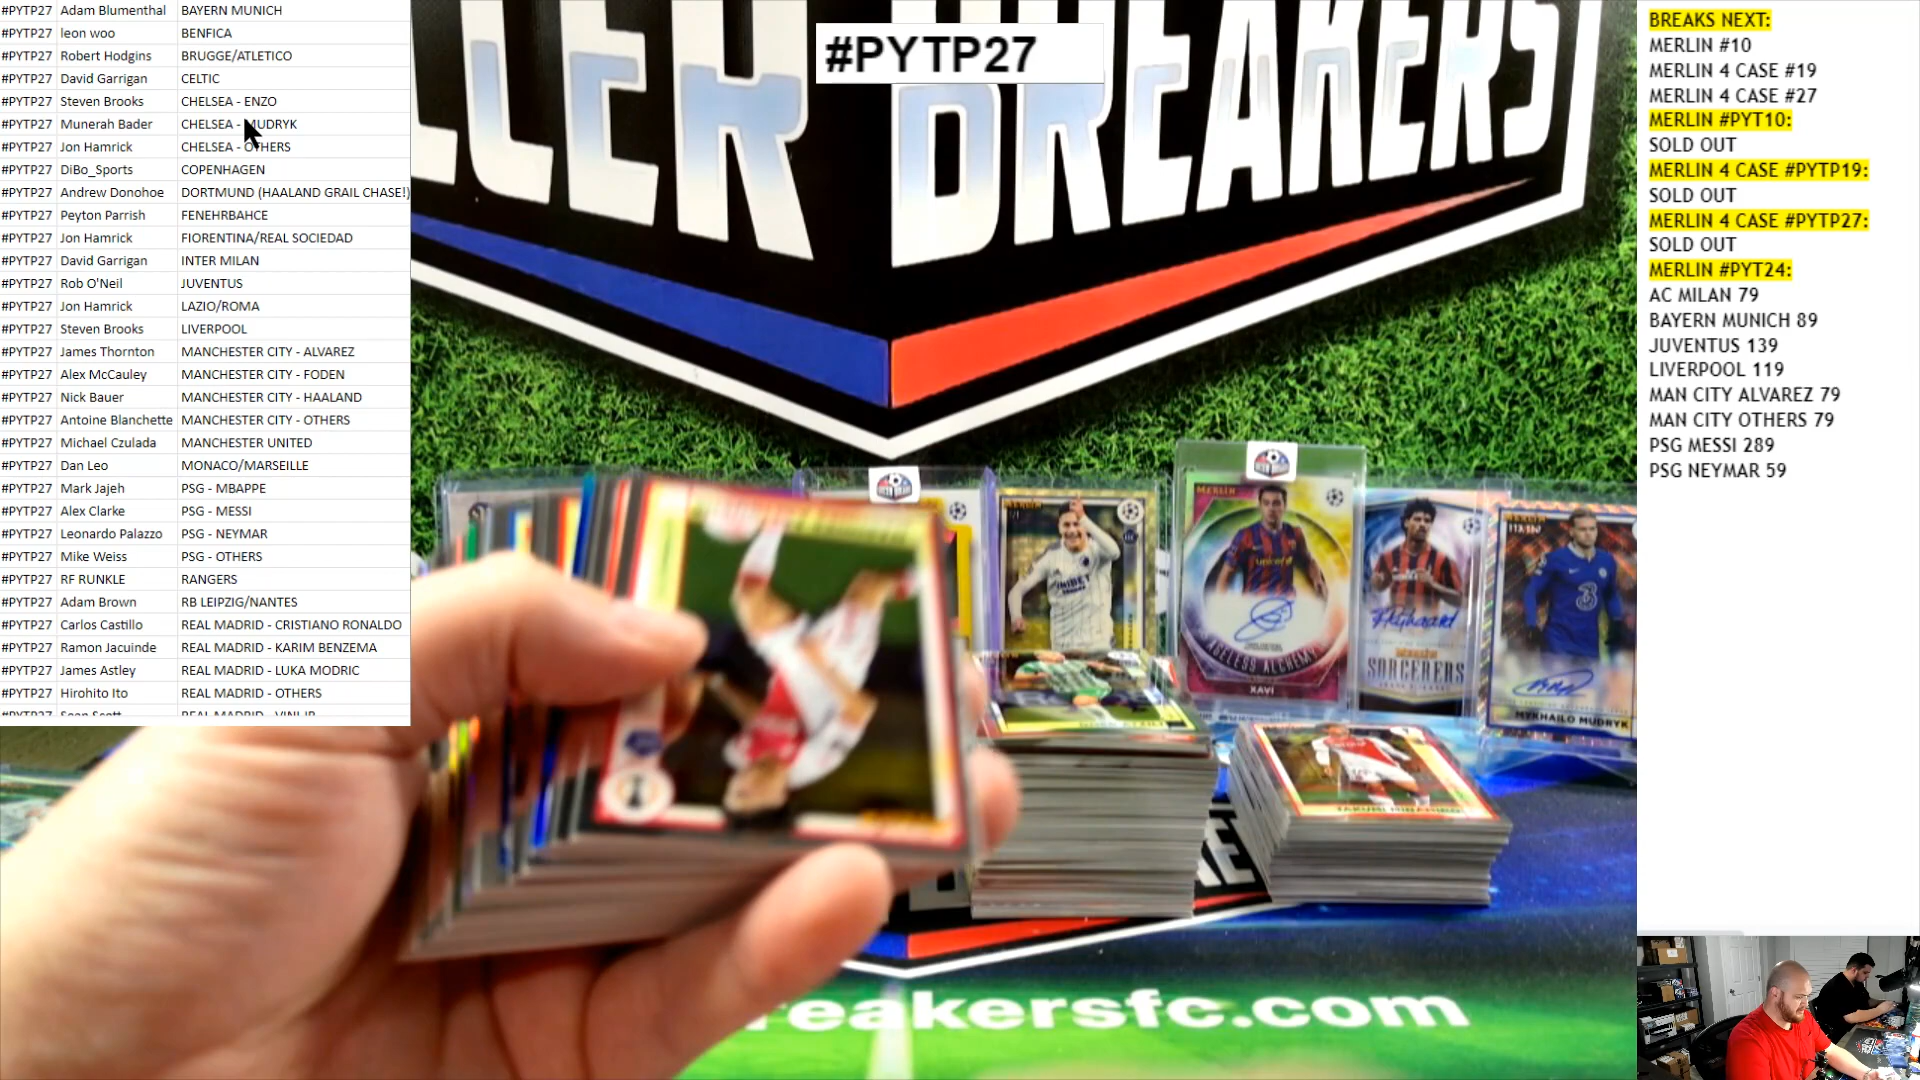 #PYTP27 Adam Blumenthal BAYERN MUNICH
#PYTP27 leon woo BENFICA
#PYTP27 Robert Hodgins BRUGGE/ATLETICO
#PYTP27 David Garrigan CELTIC
#PYTP27 Steven Brooks CHELSEA - ENZO
#PYTP27 Munerah Bader CHELSEA - MUDRYK
#PYTP27 Jon Hamrick CHELSEA - OTHERS
#PYTP27 DiBo_Sports COPENHAGEN
#PYTP27 Andrew Donohoe DORTMUND (HAALAND GRAIL CHASE!)
#PYTP27 Peyton Parrish FENEHRBAHCE
#PYTP27 Jon Hamrick FIORENTINA/REAL SOCIEDAD
#PYTP27 David Garrigan INTER MILAN
#PYTP27 Rob O'Neil JUVENTUS
#PYTP27 Jon Hamrick LAZIO/ROMA
#PYTP27 Steven Brooks LIVERPOOL
#PYTP27 James Thornton MANCHESTER CITY - ALVAREZ
#PYTP27 Alex McCauley MANCHESTER CITY - FODEN
#PYTP27 Nick Bauer MANCHESTER CITY - HAALAND
#PYTP27 Antoine Blanchette MANCHESTER CITY - OTHERS
#PYTP27 Michael Czulada MANCHESTER UNITED
#PYTP27 Dan Leo MONACO/MARSEILLE
#PYTP27 Mark Jajeh PSG - MBAPPE
#PYTP27 Alex Clarke PSG - MESSI
#PYTP27 Leonardo Palazzo PSG - NEYMAR
#PYTP27 Mike Weiss PSG - OTHERS
#PYTP27 RF RUNKLE RANGERS
#PYTP27 Adam Brown RB LEIPZIG/NANTES
#PYTP27 Carlos Castillo REAL MADRID - CRISTIANO RONALDO
#PYTP27 Ramon Jacuinde REAL MADRID - KARIM BENZEMA
#PYTP27 James Astley REAL MADRID - LUKA MODRIC
#PYTP27 Hirohito Ito REAL MADRID - OTHERS
#PYTP27
BREAKERS
MERLIN
unicef
AGELESS ALCHEMY
XAVI
SORCERERS
MERLIN
MYKHAILO MUDRYK
TAKUMI MINAMINO
reakersfc.com
BREAKS NEXT:
MERLIN #10
MERLIN 4 CASE #19
MERLIN 4 CASE #27
MERLIN #PYT10:
SOLD OUT
MERLIN 4 CASE #PYTP19:
SOLD OUT
MERLIN 4 CASE #PYTP27:
SOLD OUT
MERLIN #PYT24:
AC MILAN 79
BAYERN MUNICH 89
JUVENTUS 139
LIVERPOOL 119
MAN CITY ALVAREZ 79
MAN CITY OTHERS 79
PSG MESSI 289
PSG NEYMAR 59